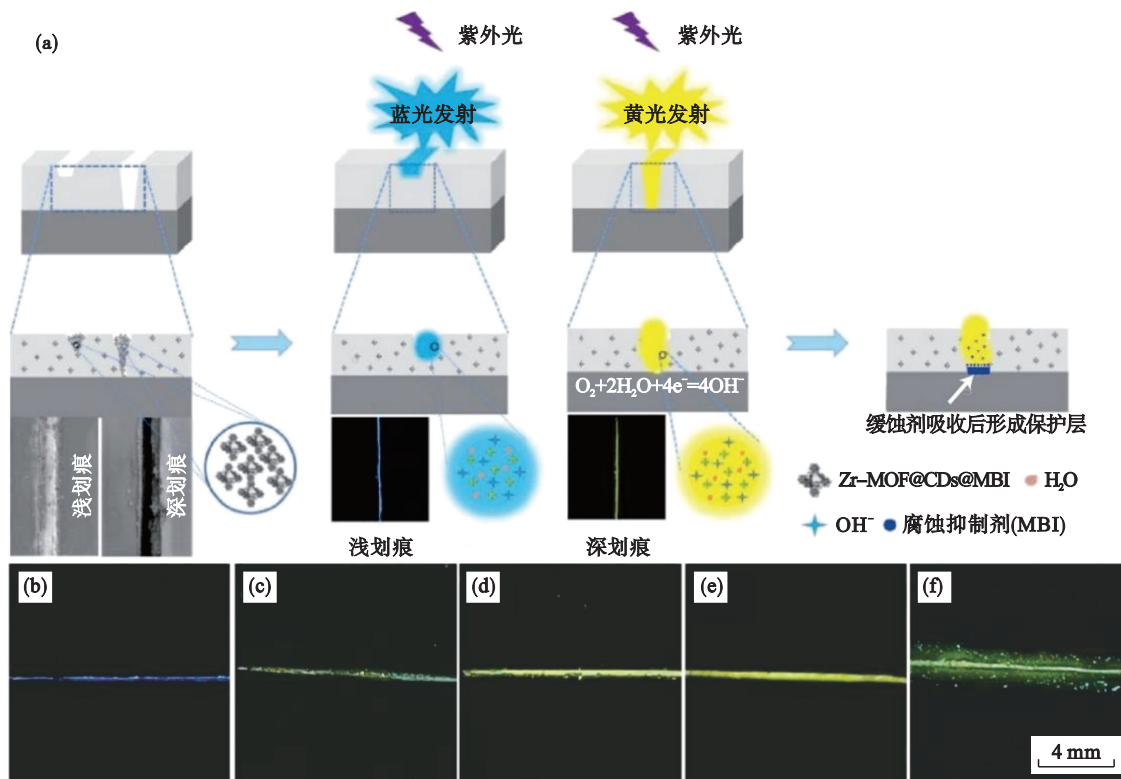 (a)
紫外光
紫外光
蓝光发射
黄光发射
O₂+2H₂O+4e⁻=4OH⁻
浅划痕
深划痕
浅划痕
深划痕
缓蚀剂吸收后形成保护层
Zr–MOF@CDs@MBI
H₂O
OH⁻
腐蚀抑制剂(MBI)
(b)
(c)
(d)
(e)
(f)
4 mm